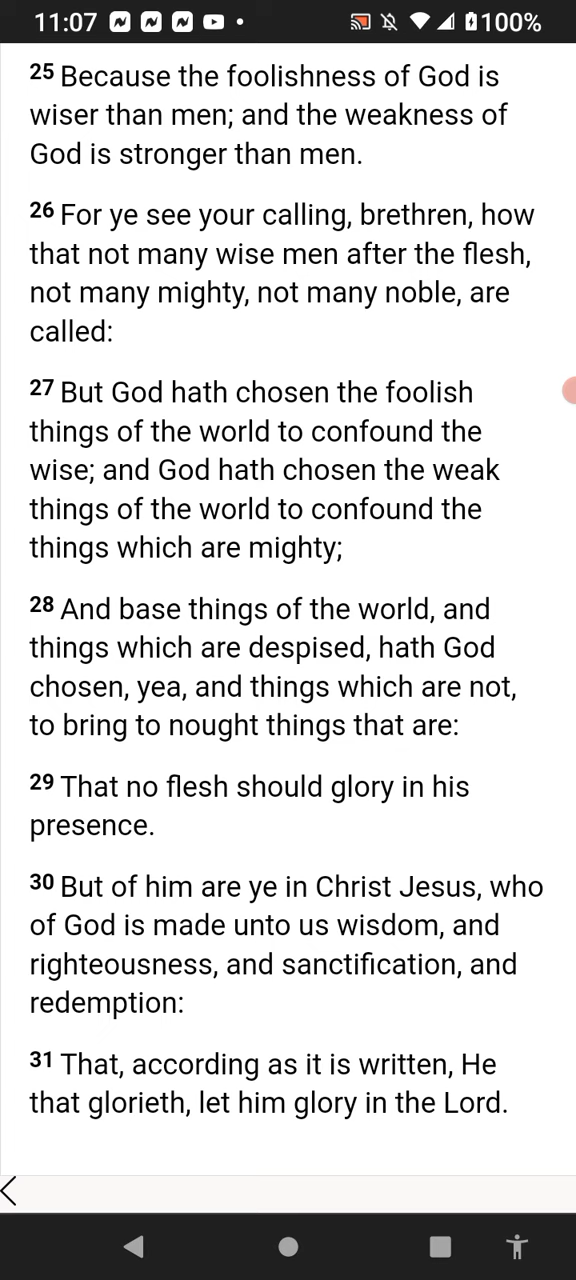 11:07
100%
25 Because the foolishness of God is
wiser than men; and the weakness of
God is stronger than men.
26 For ye see your calling, brethren, how
that not many wise men after the flesh,
not many mighty, not many noble, are
called:
27 But God hath chosen the foolish
things of the world to confound the
wise; and God hath chosen the weak
things of the world to confound the
things which are mighty;
28 And base things of the world, and
things which are despised, hath God
chosen, yea, and things which are not,
to bring to nought things that are:
29 That no flesh should glory in his
presence.
30 But of him are ye in Christ Jesus, who
of God is made unto us wisdom, and
righteousness, and sanctification, and
redemption:
31 That, according as it is written, He
that glorieth, let him glory in the Lord.